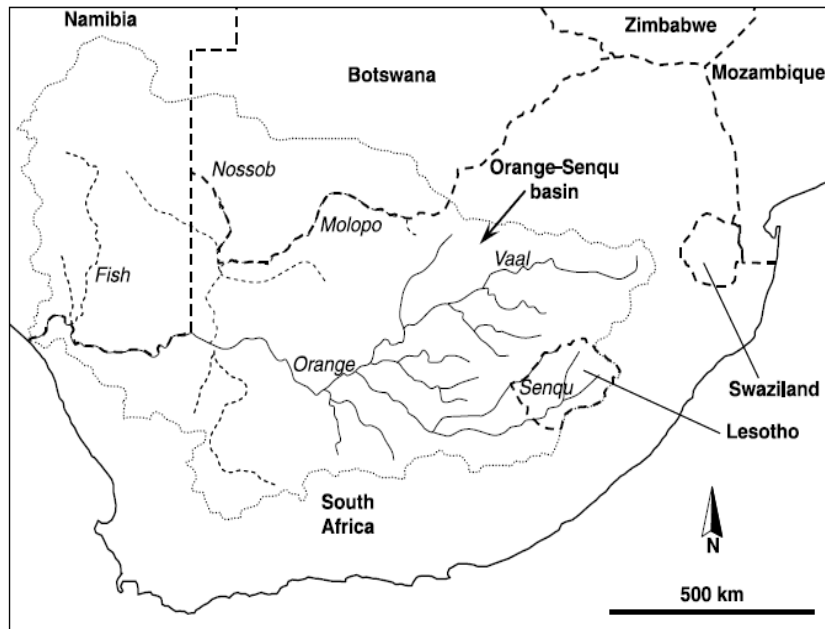 Namibia
Zimbabwe
Botswana
Mozambique
Orange–Senqu
basin
Nossob
Molopo
Vaal
Fish
Orange
Senqu
Swaziland
Lesotho
South
Africa
N
500 km